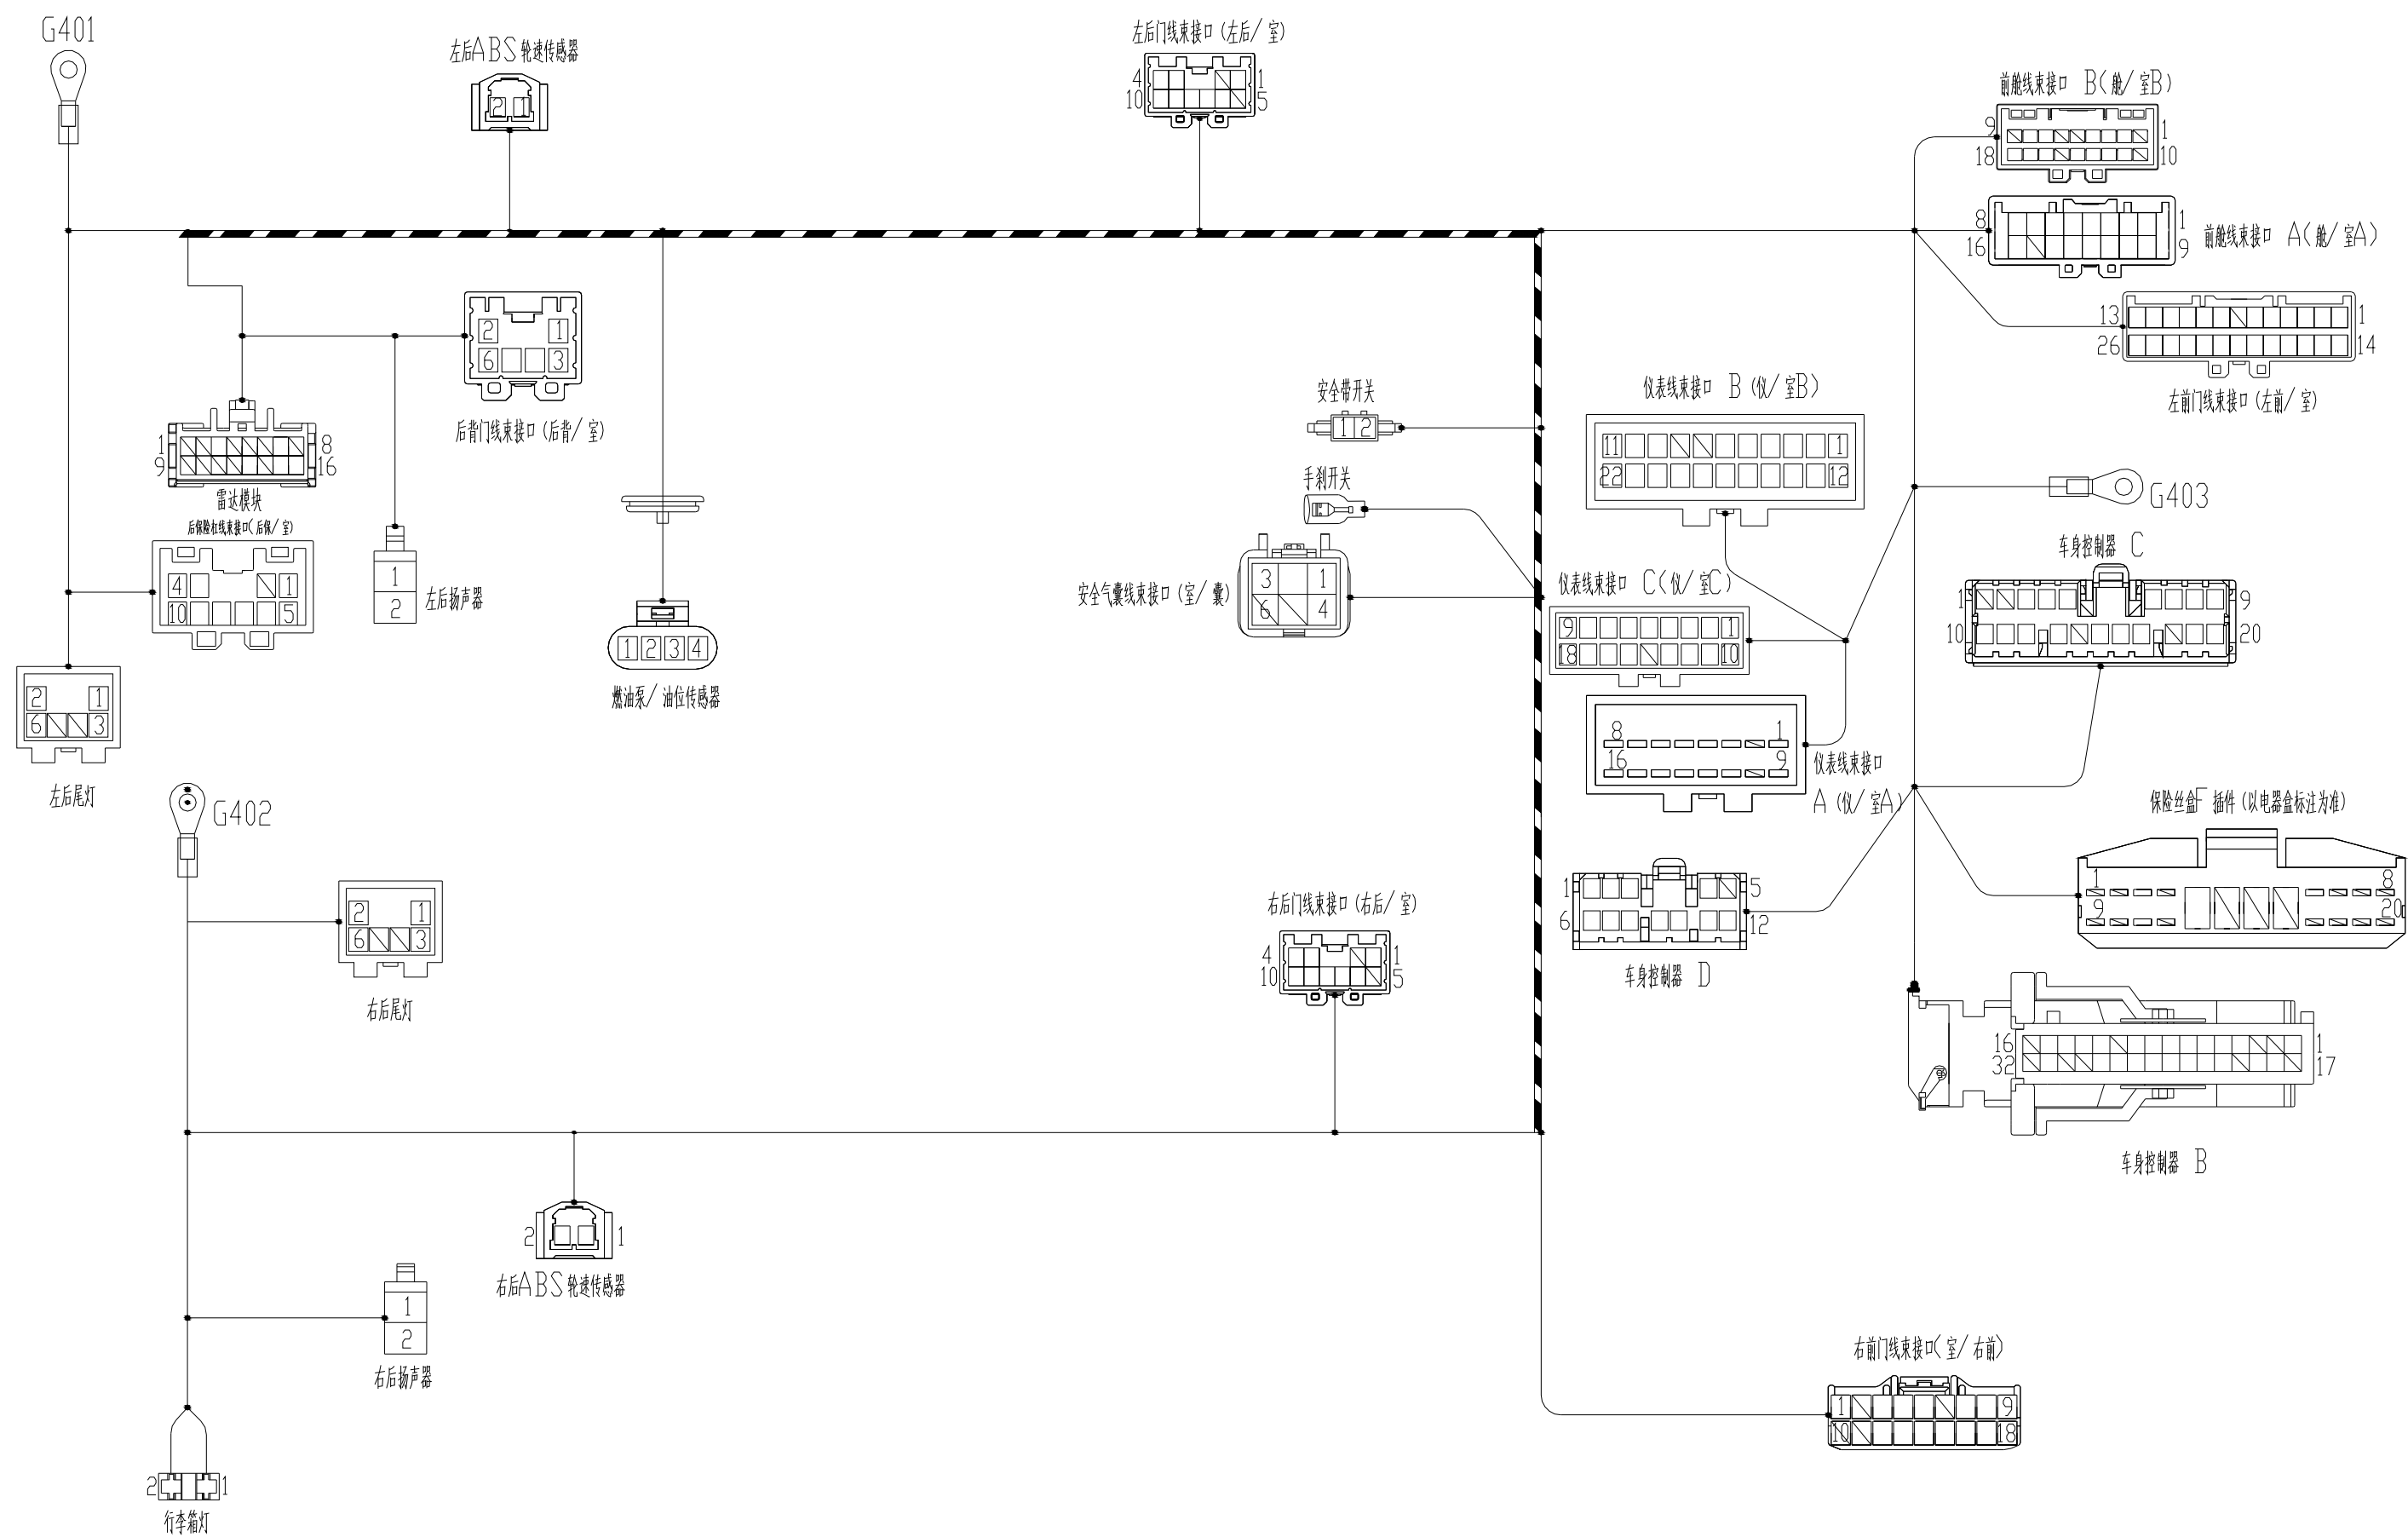 G401
左后ABS轮速传感器
2 1
左后门线束接口(左后/室)
4 1
10 5
前舱线束接口 B(舱/室B)
9 1
18 10
8 1
16 9
前舱线束接口 A(舱/室A)
13 1
26 14
左前门线束接口(左前/室)
2 1
6 3
后背门线束接口(后背/室)
1 8
9 16
雷达模块
后保险杠线束接口(后保/室)
4 1
10 5
1
2
左后扬声器
1 2 3 4
燃油泵/油位传感器
安全带开关
1 2
手刹开关
3 1
6 4
安全气囊线束接口(室/囊)
仪表线束接口 B(仪/室B)
11 1
22 12
仪表线束接口 C(仪/室C)
9 1
18 10
8 1
16 9
仪表线束接口
A(仪/室A)
G403
车身控制器 C
1 9
10 20
2 1
6 3
左后尾灯
G402
2 1
6 3
右后尾灯
右后门线束接口(右后/室)
4 1
10 5
1 5
6 12
车身控制器 D
保险丝盒F 插件(以电器盒标注为准)
1 8
9 20
16 1
32 17
车身控制器 B
2 1
右后ABS轮速传感器
1
2
右后扬声器
右前门线束接口(室/右前)
1 9
10 18
2 1
行李箱灯